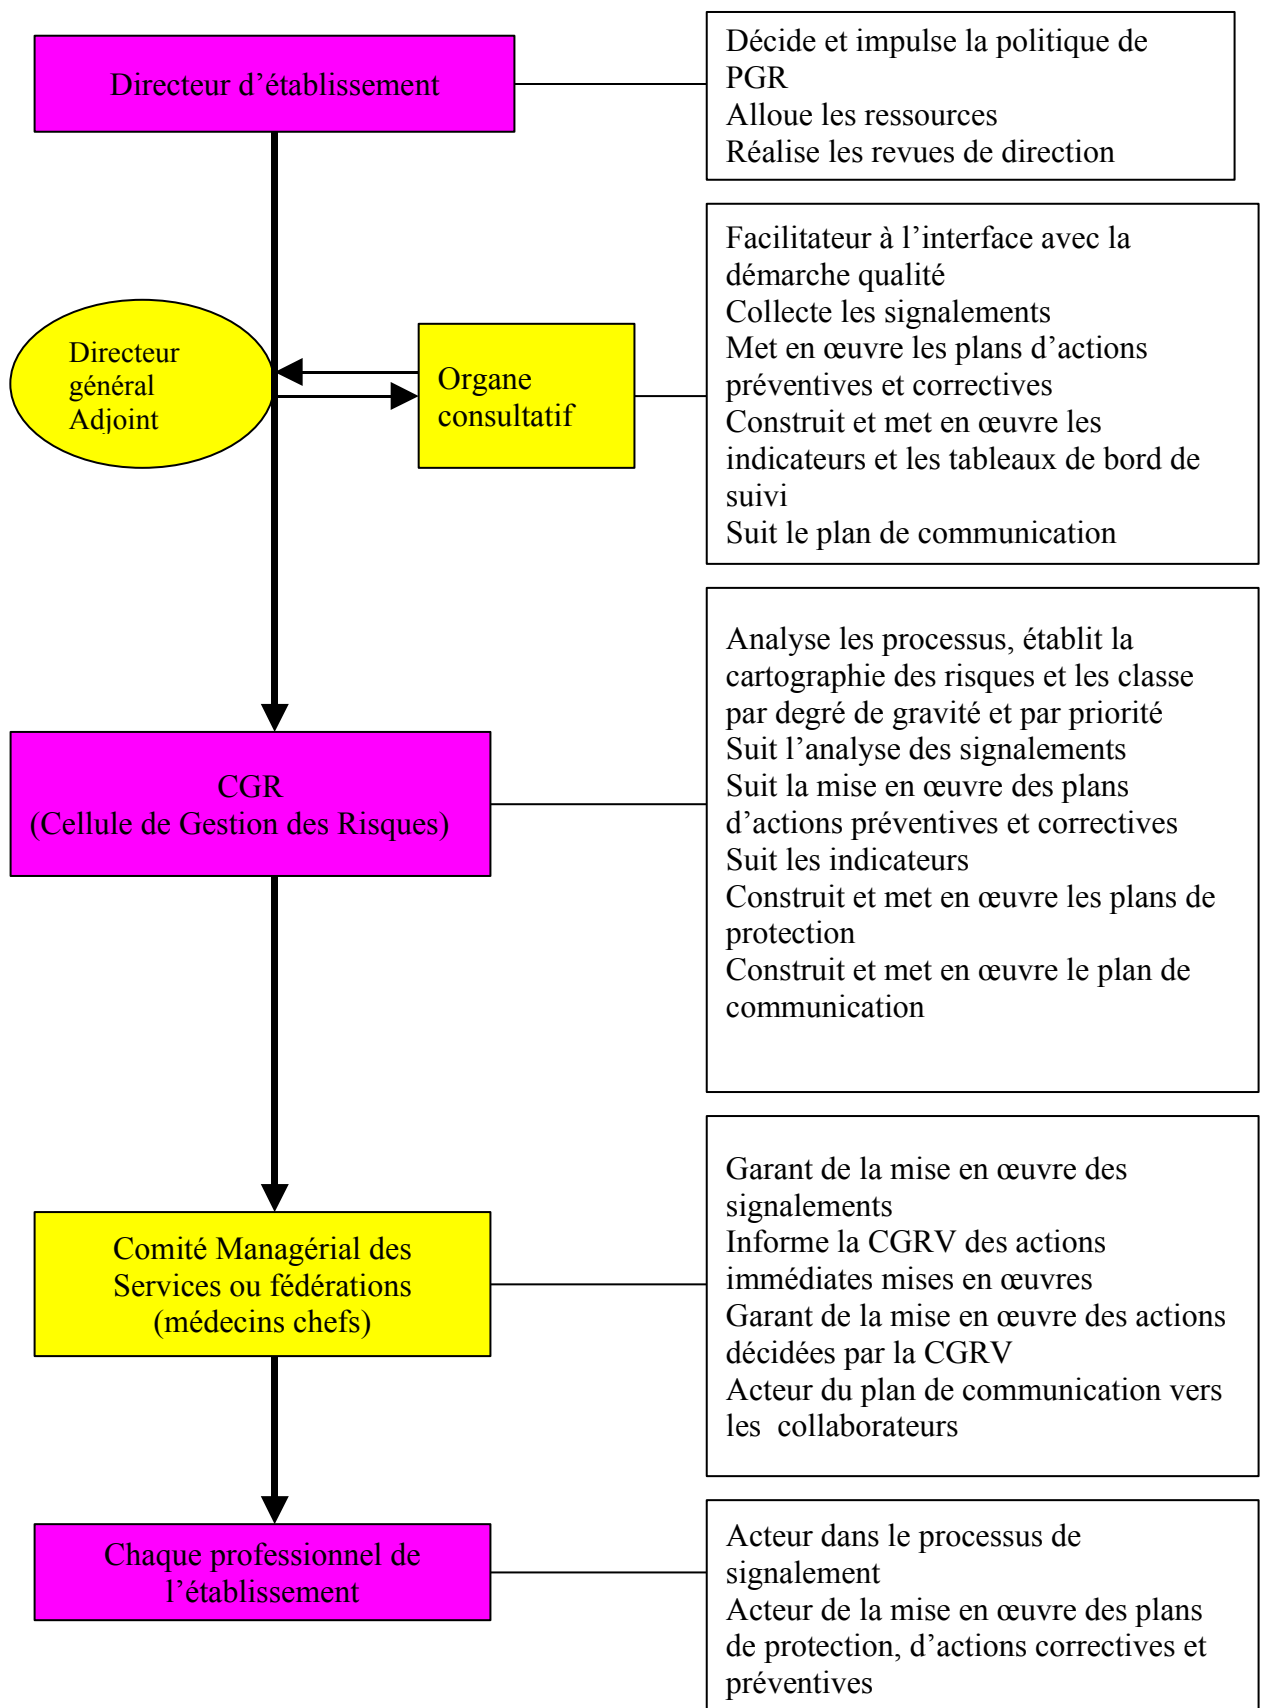 Directeur d’établissement
Décide et impulse la politique de
PGR
Alloue les ressources
Réalise les revues de direction
Directeur
général
Adjoint
Organe
consultatif
Facilitateur à l’interface avec la
démarche qualité
Collecte les signalements
Met en œuvre les plans d’actions
préventives et correctives
Construit et met en œuvre les
indicateurs et les tableaux de bord de
suivi
Suit le plan de communication
CGR
(Cellule de Gestion des Risques)
Analyse les processus, établit la
cartographie des risques et les classe
par degré de gravité et par priorité
Suit l’analyse des signalements
Suit la mise en œuvre des plans
d’actions préventives et correctives
Suit les indicateurs
Construit et met en œuvre les plans de
protection
Construit et met en œuvre le plan de
communication
Comité Managérial des
Services ou fédérations
(médecins chefs)
Garant de la mise en œuvre des
signalements
Informe la CGRV des actions
immédiates mises en œuvres
Garant de la mise en œuvre des actions
décidées par la CGRV
Acteur du plan de communication vers
les  collaborateurs
Chaque professionnel de
l’établissement
Acteur dans le processus de
signalement
Acteur de la mise en œuvre des plans
de protection, d’actions correctives et
préventives